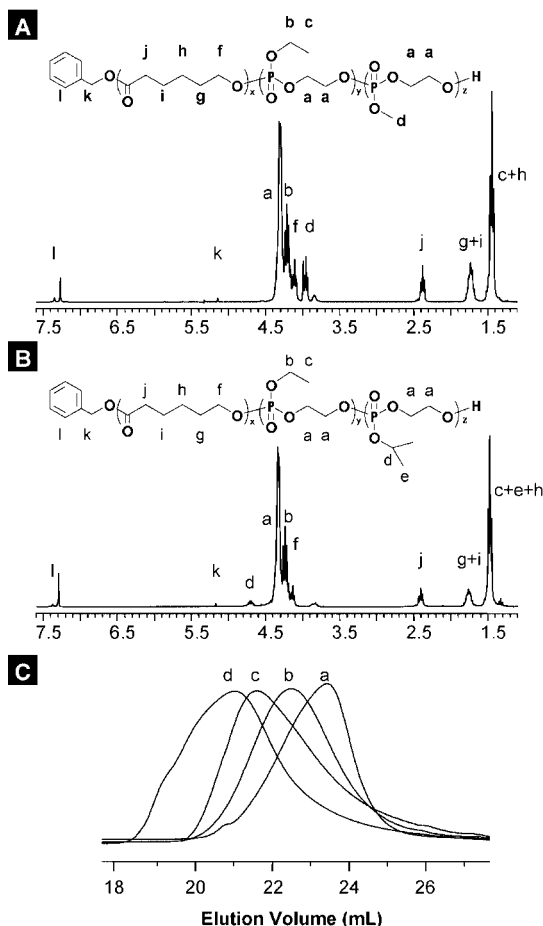 A
b c
j h f
O
P
O
O
O
P
O
O
H
a a
O
x
O
y
O
z
l k
i g
a a
d
a
b
f
d
c+h
l
k
j
g+i
7.5 6.5 5.5 4.5 3.5 2.5 1.5
B
b c
j h f
O
P
O
O
O
P
O
O
H
a a
O
x
O
y
O
z
l k
i g
a a
d
e
a
b
f
c+e+h
l
k
d
j
g+i
7.5 6.5 5.5 4.5 3.5 2.5 1.5
C
d c b a
18 20 22 24 26
Elution Volume (mL)